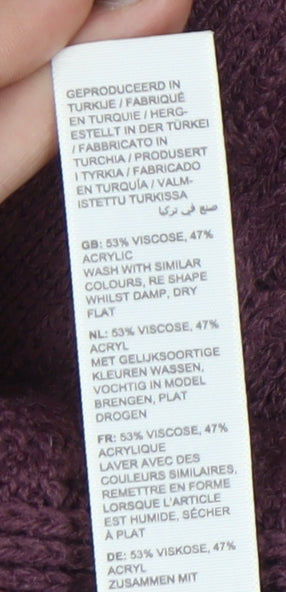 GEPRODUCEERD IN
TURKIJE / FABRIQUÉ
EN TURQUIE / HERG-
ESTELLT IN DER TÜRKEI
/ FABBRICATO IN
TURCHIA / PRODUSERT
I TYRKIA / FABRICADO
EN TURQUÍA / VALM-
ISTETTU TURKISSA
صنع في تركيا
GB: 53% VISCOSE, 47%
ACRYLIC
WASH WITH SIMILAR
COLOURS, RE SHAPE
WHILST DAMP, DRY
FLAT
NL: 53% VISCOSE, 47%
ACRYL
MET GELIJKSOORTIGE
KLEUREN WASSEN,
VOCHTIG IN MODEL
BRENGEN, PLAT
DROGEN
FR: 53% VISCOSE, 47%
ACRYLIQUE
LAVER AVEC DES
COULEURS SIMILAIRES,
REMETTRE EN FORME
LORSQUE L'ARTICLE
EST HUMIDE, SÉCHER
À PLAT
DE: 53% VISKOSE, 47%
ACRYL
ZUSAMMEN MIT